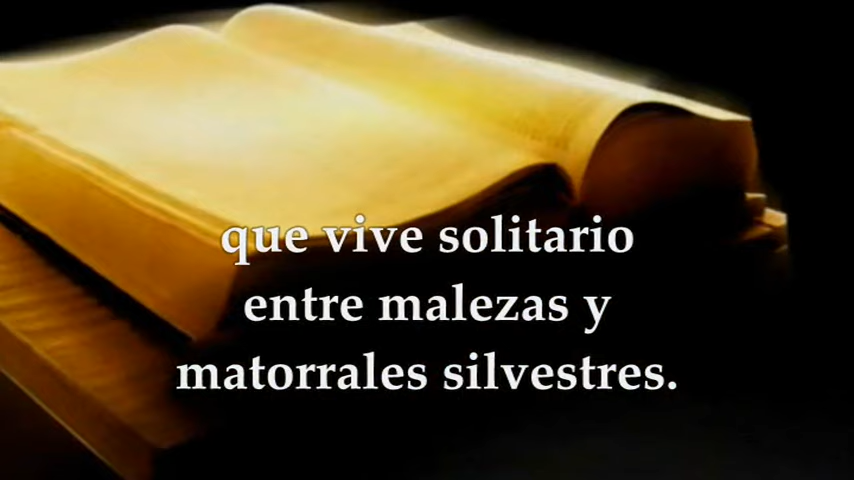 que vive solitario
entre malezas y
matorrales silvestres.